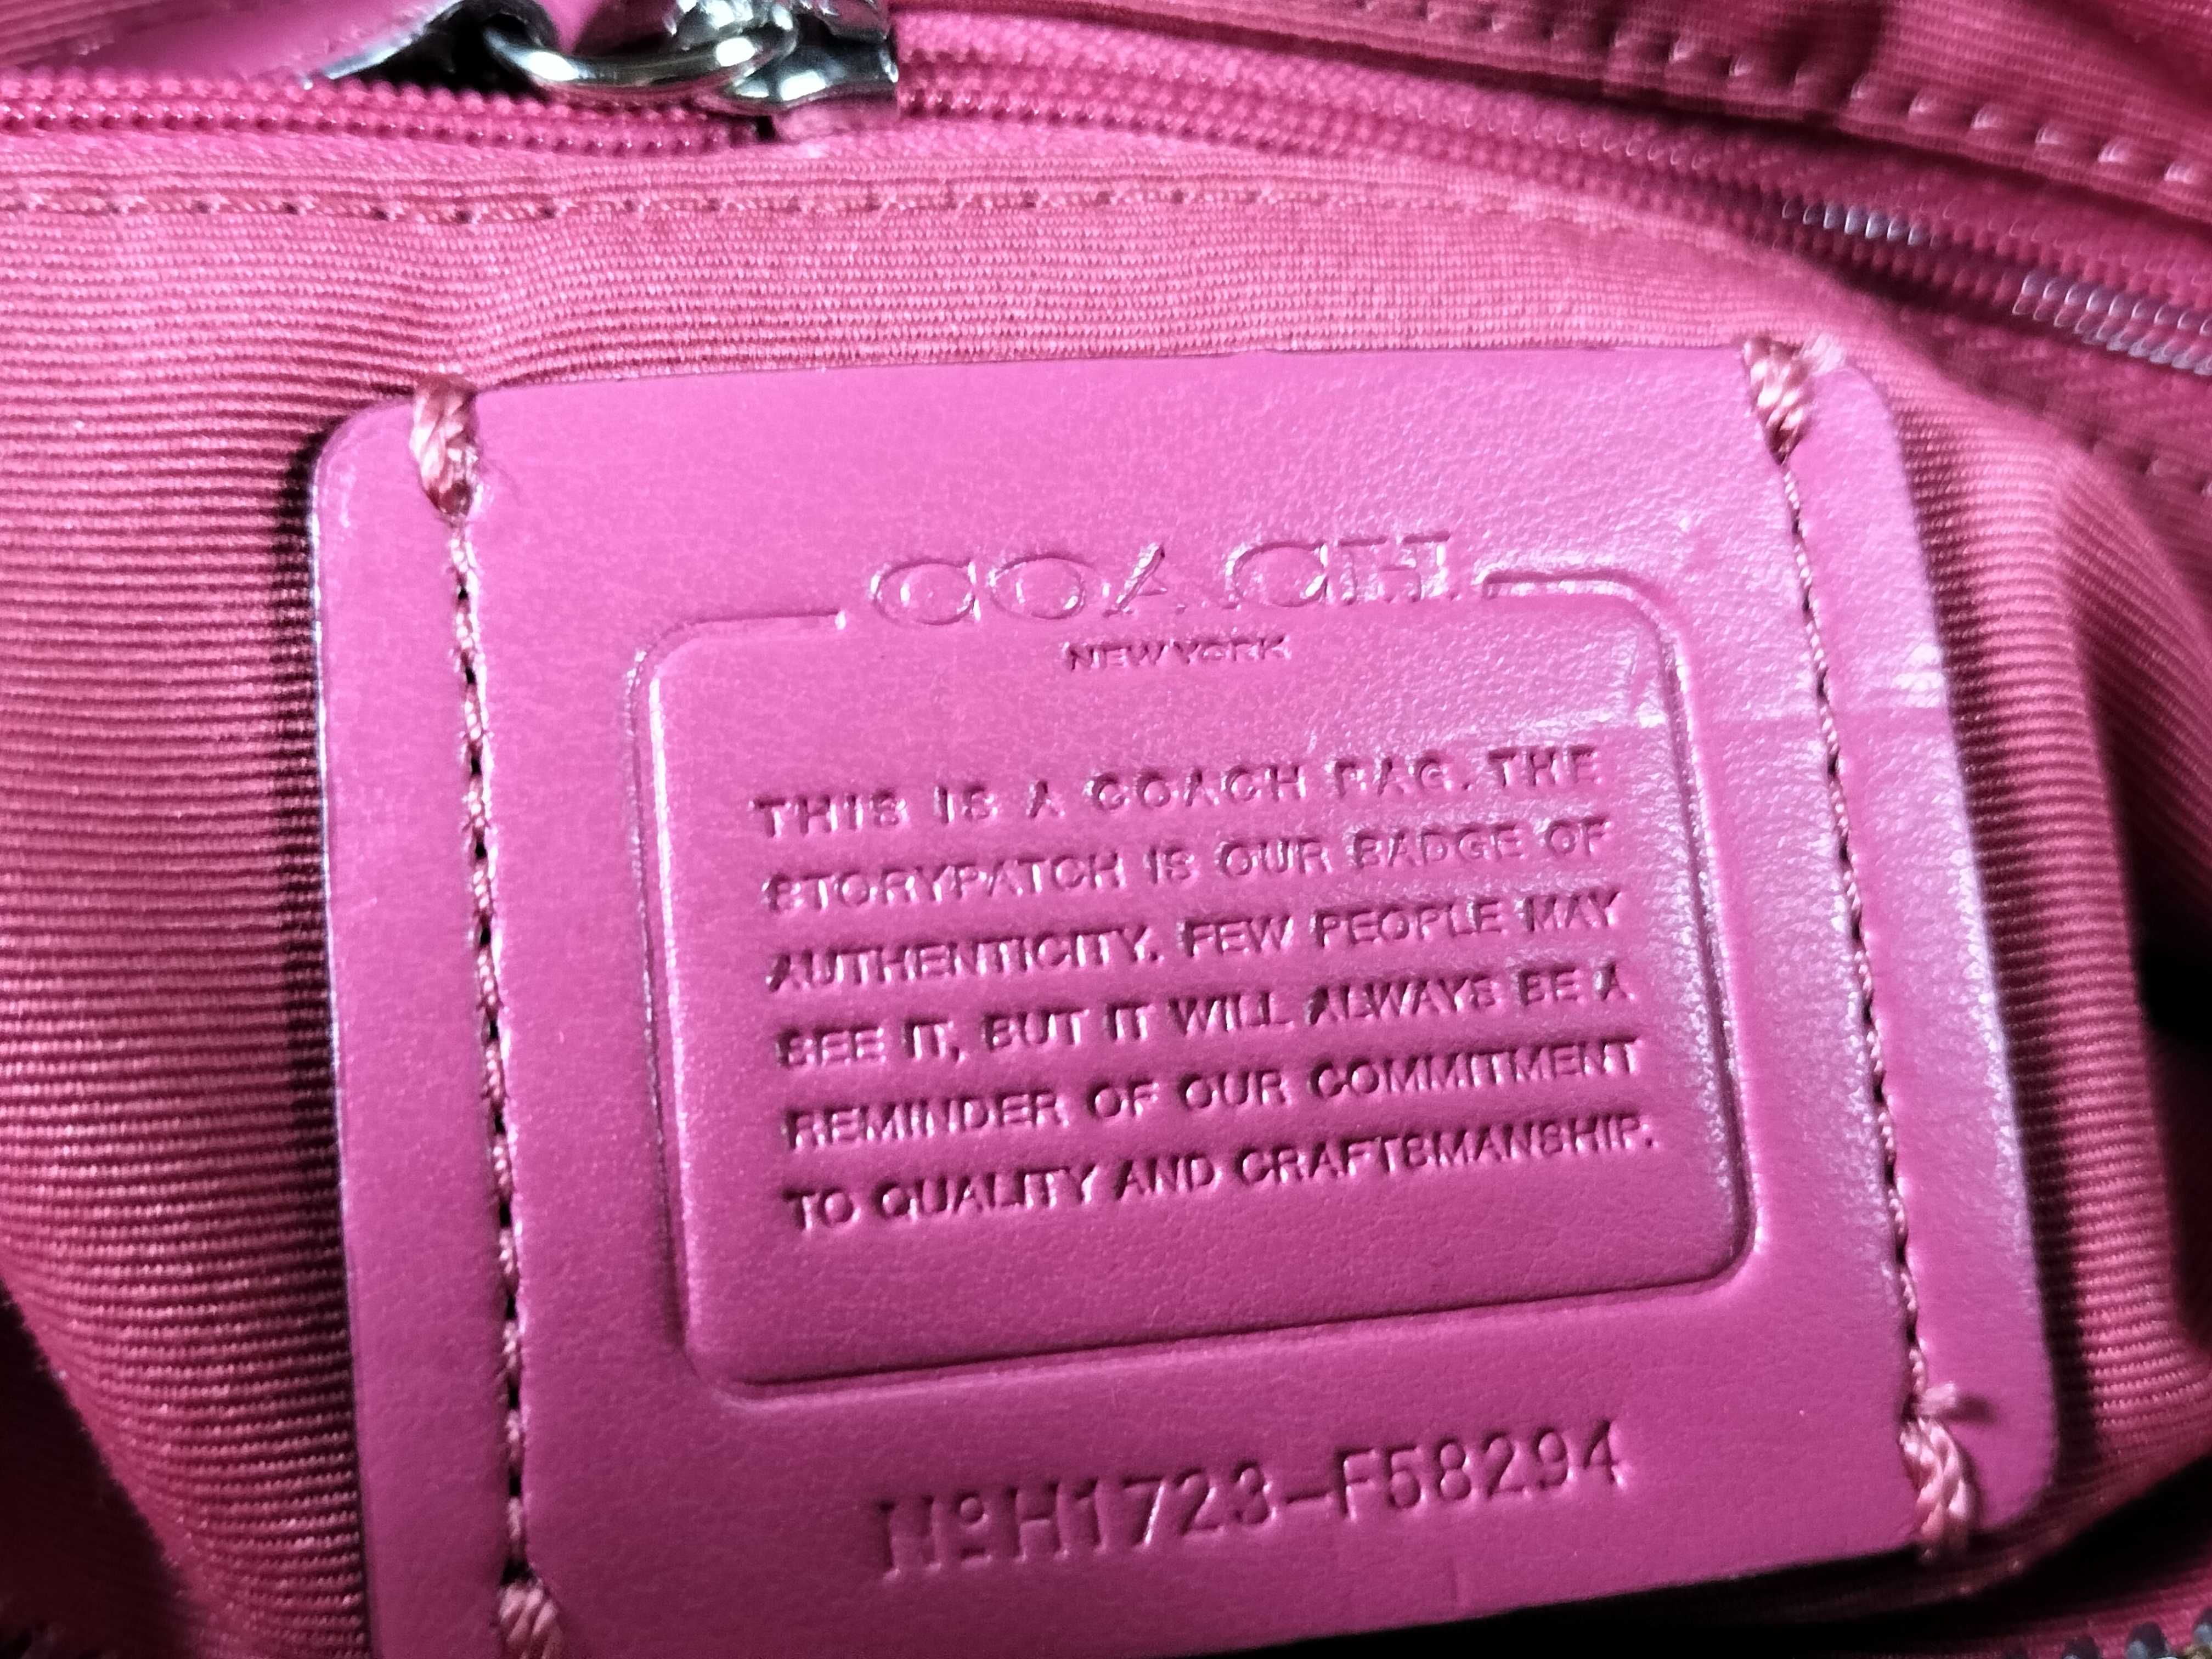 COACH
NEW YORK
THIS IS A COACH BAG. THE
STORYPATCH IS OUR BADGE OF
AUTHENTICITY. FEW PEOPLE MAY
SEE IT, BUT IT WILL ALWAYS BE A
REMINDER OF OUR COMMITMENT
TO QUALITY AND CRAFTSMANSHIP.
Nº H1723-F58294